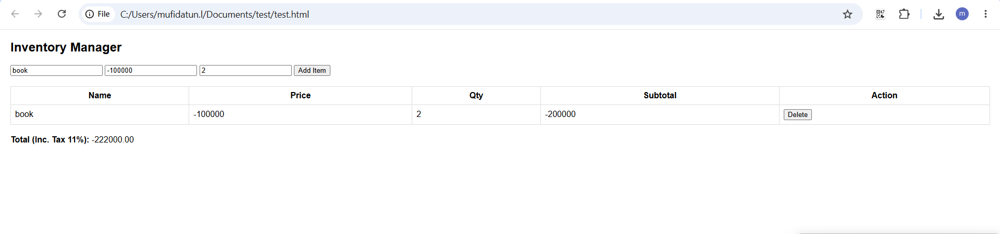 File C:/Users/mufidatun.l/Documents/test/test.html m
Inventory Manager
book -100000 2 Add Item
Name Price Qty Subtotal Action
book -100000 2 -200000 Delete
Total (Inc. Tax 11%): -222000.00